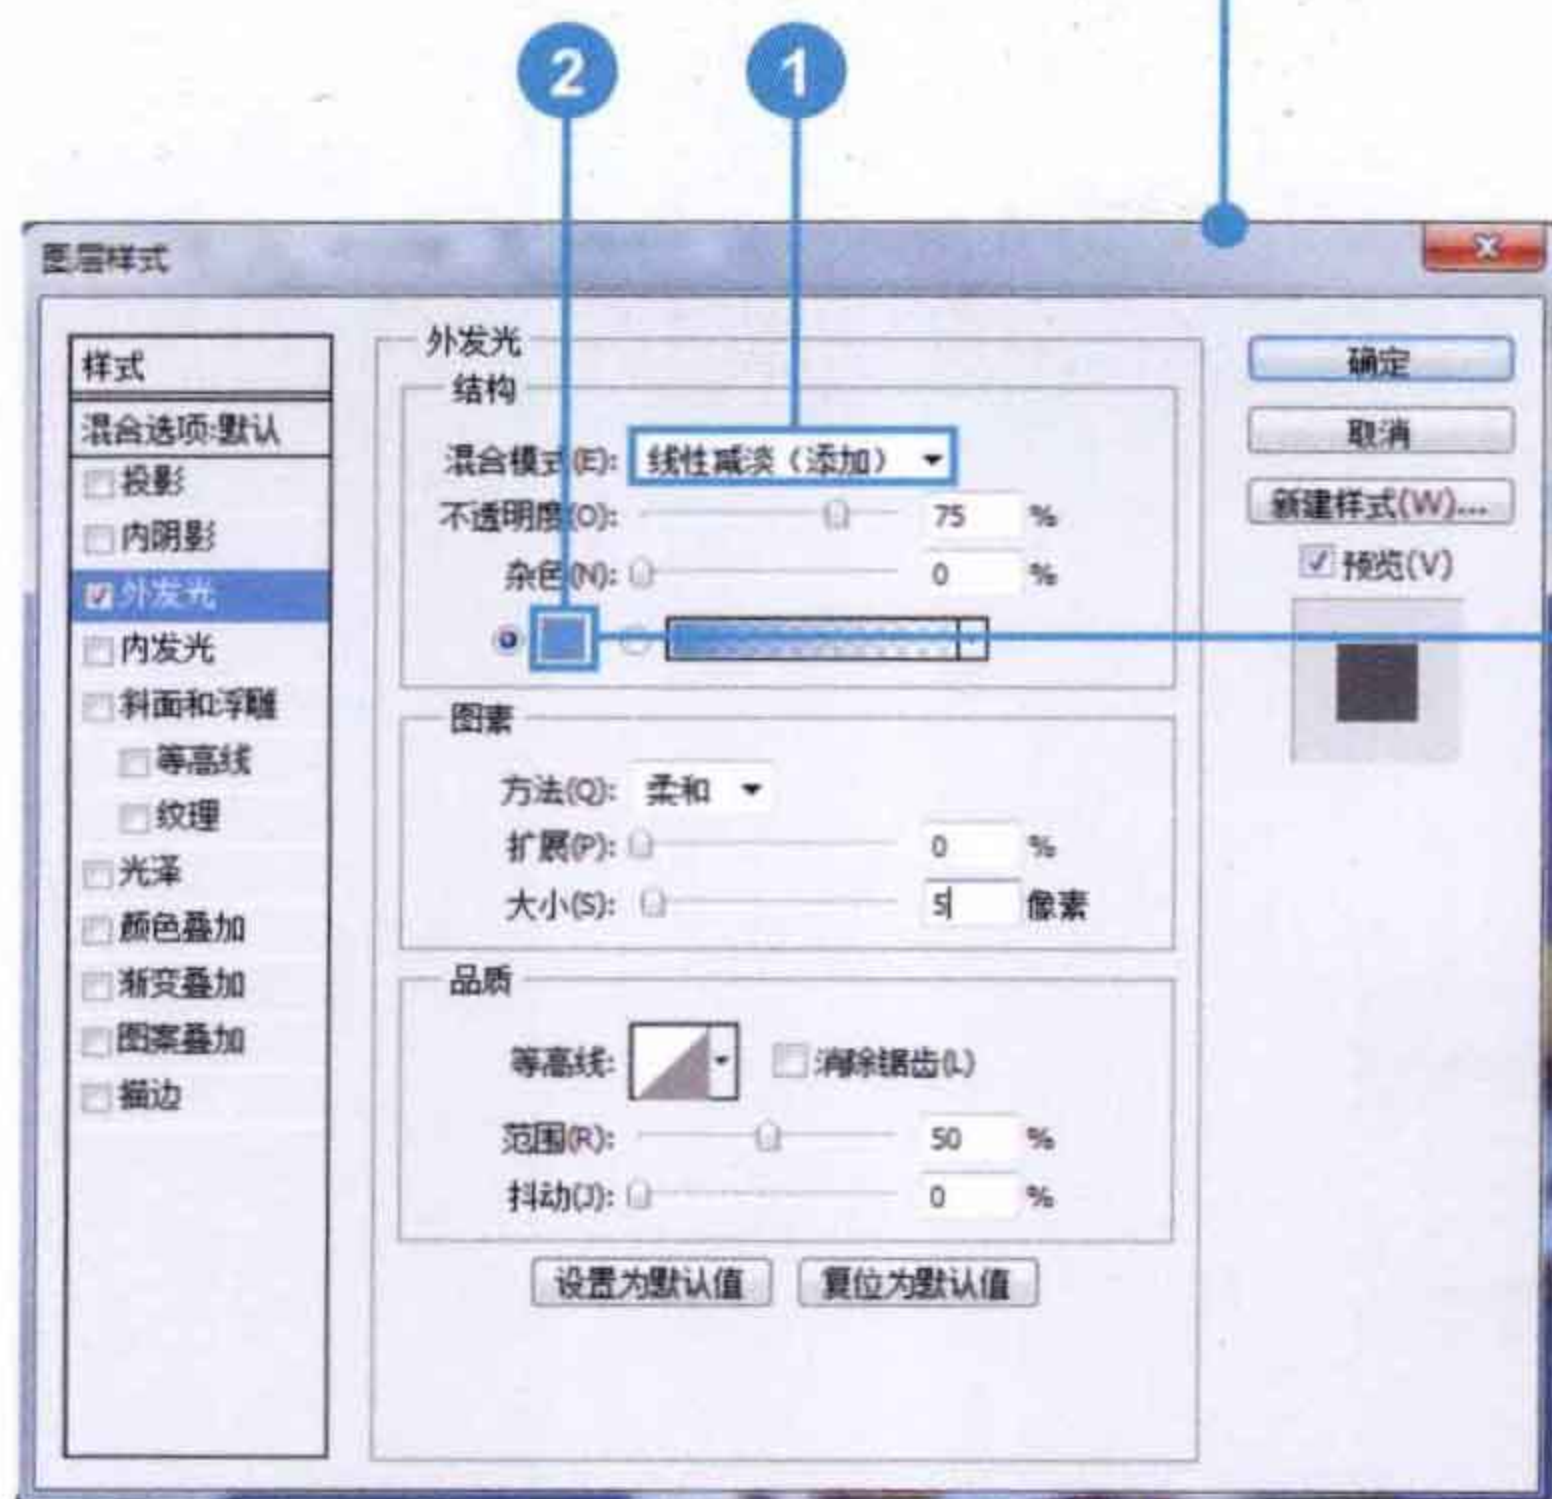 2
1
图层样式
样式
混合选项:默认
投影
内阴影
外发光
内发光
斜面和浮雕
等高线
纹理
光泽
颜色叠加
渐变叠加
图案叠加
描边
外发光
结构
混合模式(E): 线性减淡（添加）
不透明度(O): 75 %
杂色(N): 0 %
图素
方法(Q): 柔和
扩展(P): 0 %
大小(S): 5 像素
品质
等高线: 消除锯齿(L)
范围(R): 50 %
抖动(J): 0 %
设置为默认值 复位为默认值
确定
取消
新建样式(W)...
预览(V)